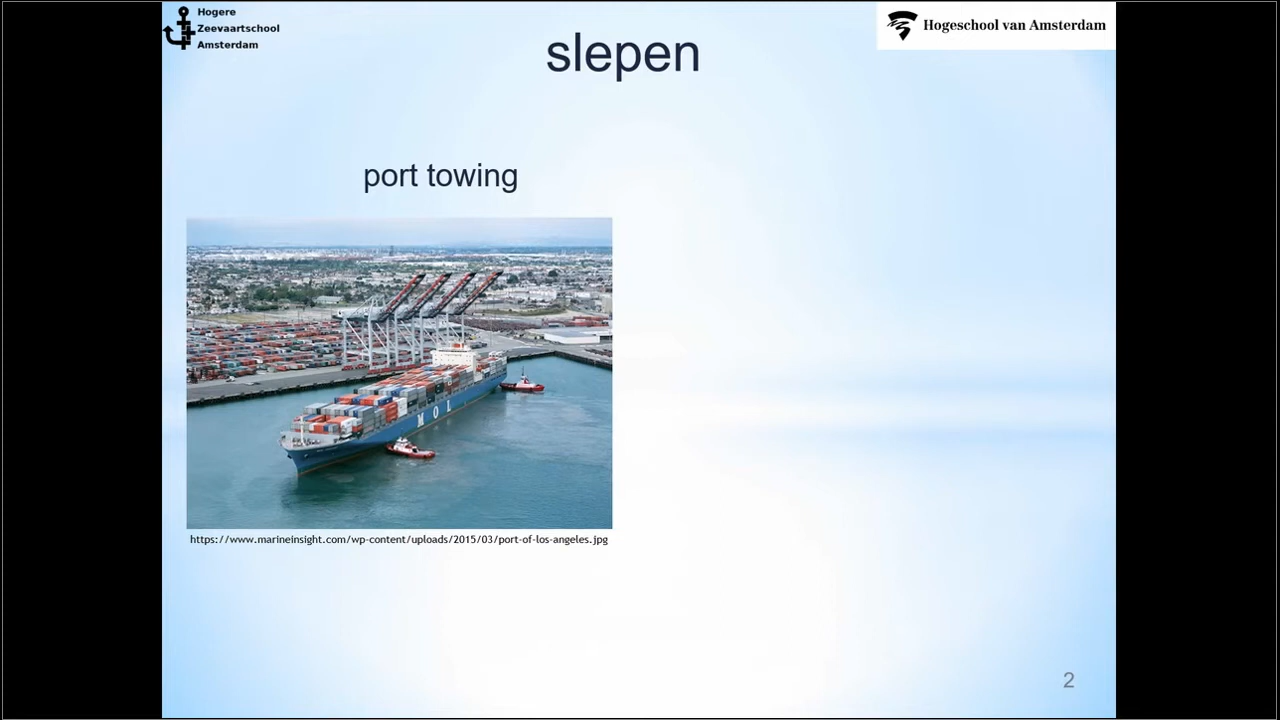 Hogere
Zeevaartschool
Amsterdam
Hogeschool van Amsterdam
slepen
port towing
MOL
https://www.marineinsight.com/wp-content/uploads/2015/03/port-of-los-angeles.jpg
2